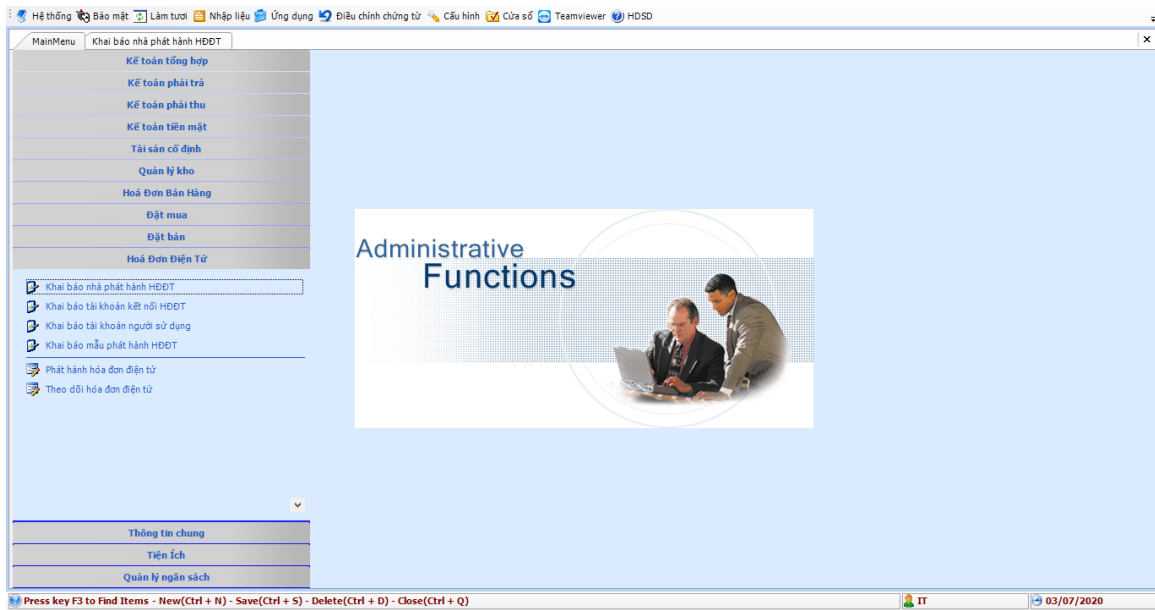 Hệ thống Bảo mật Làm tươi Nhập liệu Ứng dụng Điều chỉnh chứng từ Cấu hình Cửa sổ Teamviewer HDSD
MainMenu Khai báo nhà phát hành HĐĐT
Kế toán tổng hợp
Kế toán phải trả
Kế toán phải thu
Kế toán tiền mặt
Tài sản cố định
Quản lý kho
Hoá Đơn Bán Hàng
Đặt mua
Đặt bán
Hoá Đơn Điện Tử
Khai báo nhà phát hành HĐĐT
Khai báo tài khoản kết nối HĐĐT
Khai báo tài khoản người sử dụng
Khai báo mẫu phát hành HĐĐT
Phát hành hóa đơn điện tử
Theo dõi hóa đơn điện tử
Administrative
Functions
Thông tin chung
Tiện Ích
Quản lý ngân sách
Press key F3 to Find Items - New(Ctrl + N) - Save(Ctrl + S) - Delete(Ctrl + D) - Close(Ctrl + Q) IT 03/07/2020